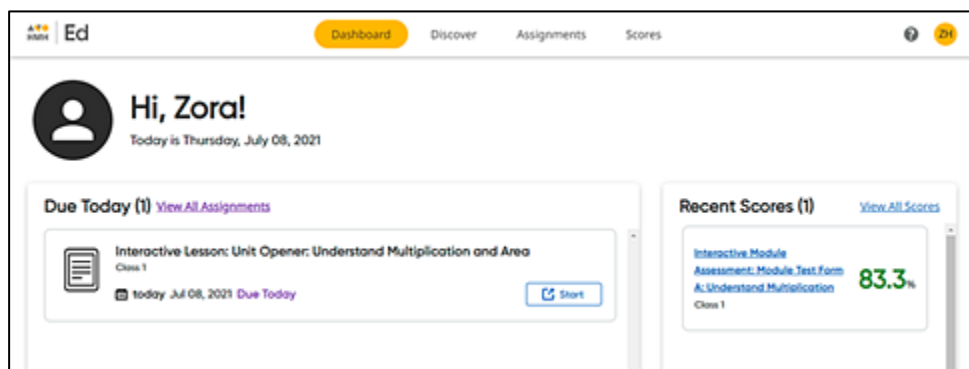 HMH Ed
Dashboard Discover Assignments Scores ? ZH
Hi, Zora!
Today is Thursday, July 08, 2021
Due Today (1) View All Assignments
Interactive Lesson: Unit Opener: Understand Multiplication and Area
Class 1
today Jul 08, 2021 Due Today
Start
Recent Scores (1) View All Scores
Interactive Module
Assessment: Module Test Form
A: Understand Multiplication
Class 1
83.3%